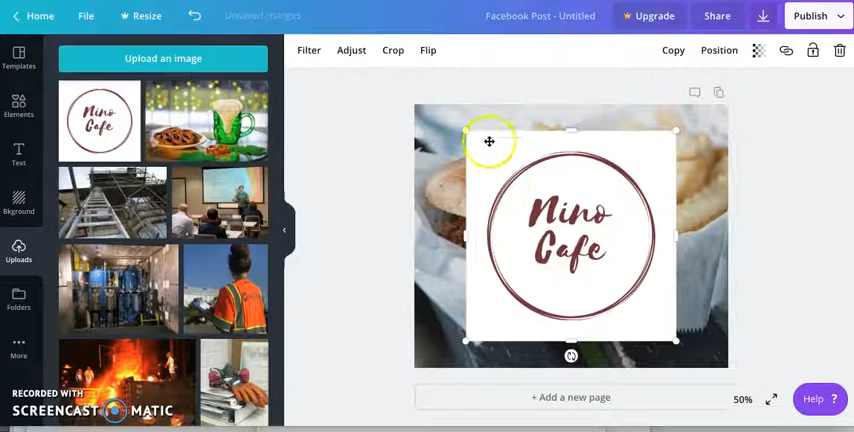 Home File Resize Unsaved changes Facebook Post - Untitled Upgrade Share Publish
Filter Adjust Crop Flip Copy Position
Templates
Elements
Text
Bkground
Uploads
Folders
More
Upload an image
Nino
Cafe
Nino
Cafe
+ Add a new page
50%
Help ?
RECORDED WITH
SCREENCAST MATIC